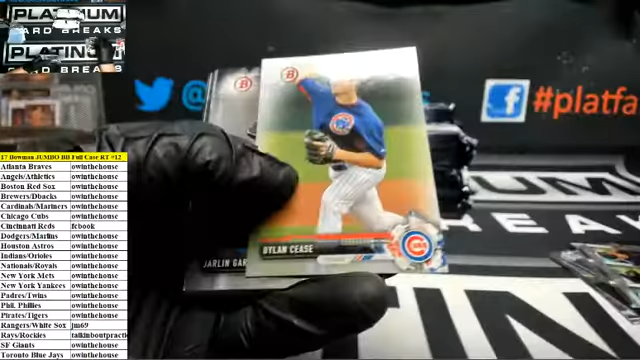 PLATINUM
CARD BREAKS
PLATINUM
CARD BREAKS
17 Bowman JUMBO BB Full Case RT #12
Atlanta Braves owinthehouse
Angels/Athletics owinthehouse
Boston Red Sox owinthehouse
Brewers/Dbacks owinthehouse
Cardinals/Mariners owinthehouse
Chicago Cubs owinthehouse
Cincinnati Reds fcbook
Dodgers/Marlins owinthehouse
Houston Astros owinthehouse
Indians/Orioles owinthehouse
Nationals/Royals owinthehouse
New York Mets owinthehouse
New York Yankees owinthehouse
Padres/Twins owinthehouse
Phil. Phillies owinthehouse
Pirates/Tigers owinthehouse
Rangers/White Sox jm69
Rays/Rockies talkinboutpracti
SF Giants owinthehouse
Toronto Blue Jays owinthehouse
B
B
DYLAN CEASE
CUBS
JARLIN GAR
@
f #platfa